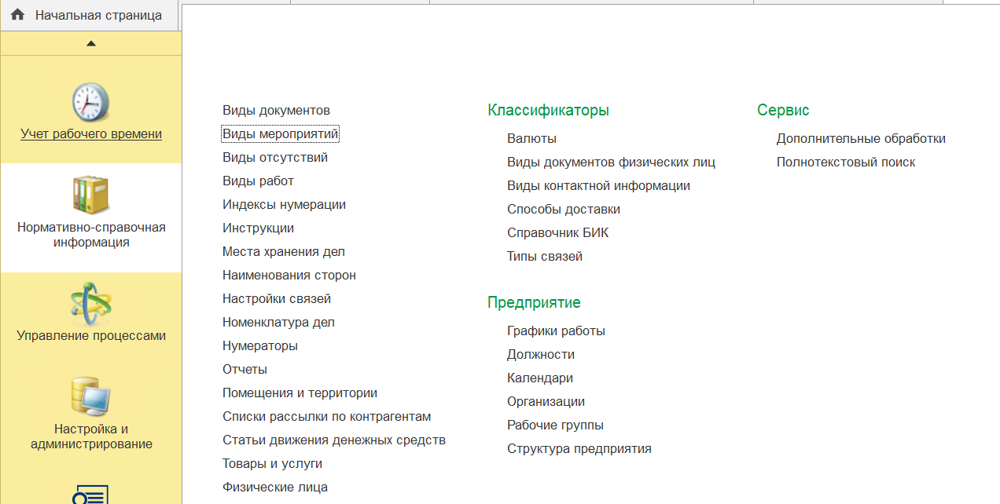 Начальная страница
Учет рабочего времени
Нормативно-справочная
информация
Управление процессами
Настройка и
администрирование
Виды документов
Виды мероприятий
Виды отсутствий
Виды работ
Индексы нумерации
Инструкции
Места хранения дел
Наименования сторон
Настройки связей
Номенклатура дел
Нумераторы
Отчеты
Помещения и территории
Списки рассылки по контрагентам
Статьи движения денежных средств
Товары и услуги
Физические лица
Классификаторы
Валюты
Виды документов физических лиц
Виды контактной информации
Способы доставки
Справочник БИК
Типы связей
Предприятие
Графики работы
Должности
Календари
Организации
Рабочие группы
Структура предприятия
Сервис
Дополнительные обработки
Полнотекстовый поиск